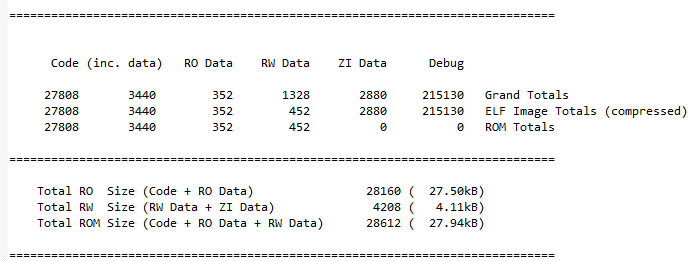 ==============================================================================
Code (inc. data) RO Data RW Data ZI Data Debug
27808 3440 352 1328 2880 215130 Grand Totals
27808 3440 352 452 2880 215130 ELF Image Totals (compressed)
27808 3440 352 452 0 0 ROM Totals
==============================================================================
Total RO Size (Code + RO Data) 28160 ( 27.50kB)
Total RW Size (RW Data + ZI Data) 4208 ( 4.11kB)
Total ROM Size (Code + RO Data + RW Data) 28612 ( 27.94kB)
==============================================================================